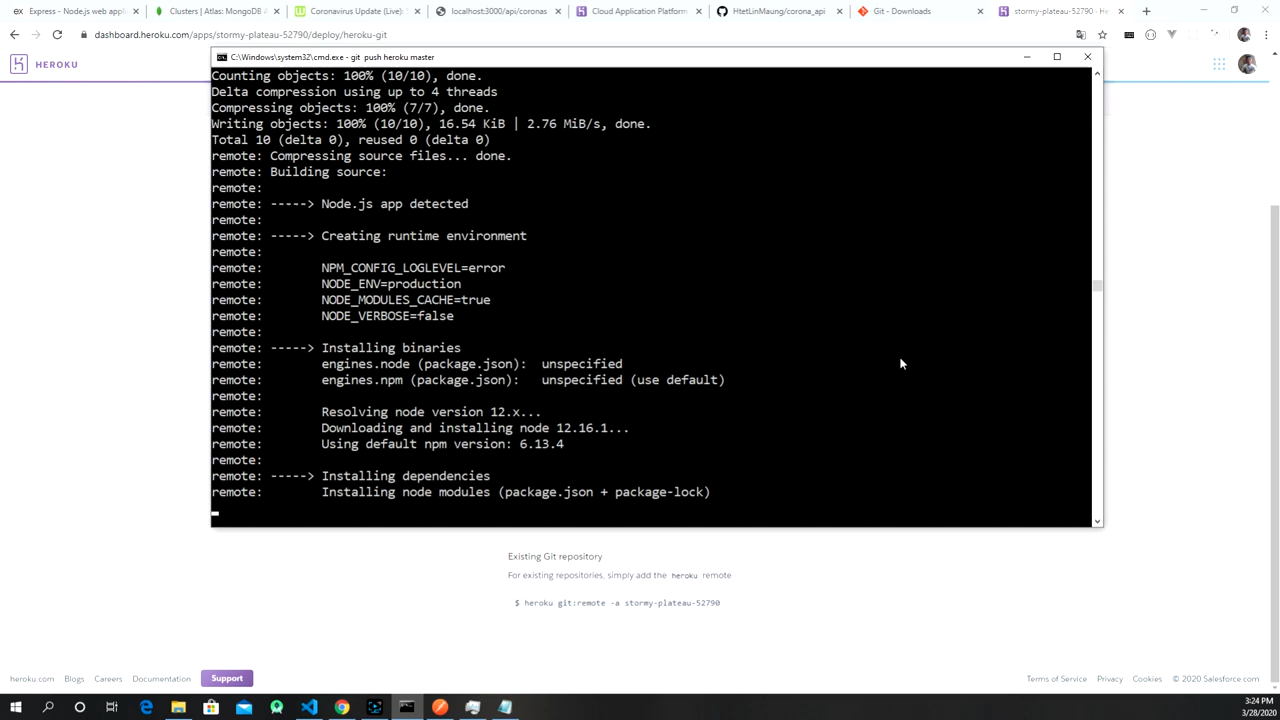 Express - Node.js web appl
Clusters | Atlas: MongoDB A
Coronavirus Update (Live): S
localhost:3000/api/coronas
Cloud Application Platform
HtetLinMaung/corona_api
Git - Downloads
stormy-plateau-52790 · He
dashboard.heroku.com/apps/stormy-plateau-52790/deploy/heroku-git
HEROKU
C:\Windows\system32\cmd.exe - git push heroku master
Counting objects: 100% (10/10), done.
Delta compression using up to 4 threads
Compressing objects: 100% (7/7), done.
Writing objects: 100% (10/10), 16.54 KiB | 2.76 MiB/s, done.
Total 10 (delta 0), reused 0 (delta 0)
remote: Compressing source files... done.
remote: Building source:
remote:
remote: -----> Node.js app detected
remote:
remote: -----> Creating runtime environment
remote:
remote: NPM_CONFIG_LOGLEVEL=error
remote: NODE_ENV=production
remote: NODE_MODULES_CACHE=true
remote: NODE_VERBOSE=false
remote:
remote: -----> Installing binaries
remote: engines.node (package.json): unspecified
remote: engines.npm (package.json): unspecified (use default)
remote:
remote: Resolving node version 12.x...
remote: Downloading and installing node 12.16.1...
remote: Using default npm version: 6.13.4
remote:
remote: -----> Installing dependencies
remote: Installing node modules (package.json + package-lock)
Existing Git repository
For existing repositories, simply add the heroku remote
$ heroku git:remote -a stormy-plateau-52790
heroku.com Blogs Careers Documentation Support
Terms of Service Privacy Cookies © 2020 Salesforce.com
3:24 PM
3/28/2020